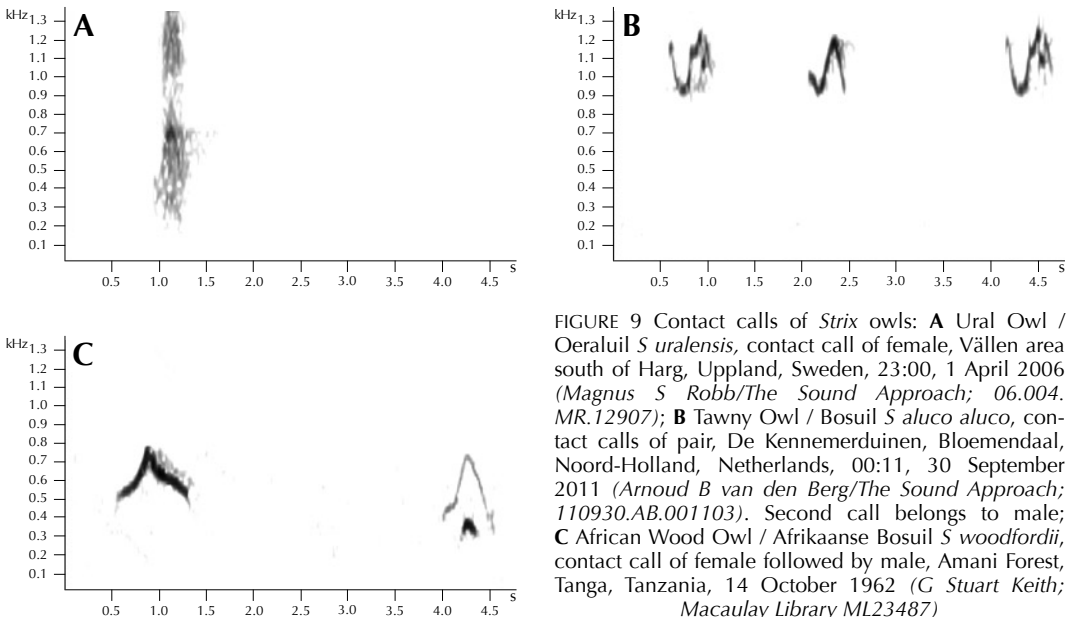 kHz
1.3
A
1.2
1.1
1.0
0.9
0.8
0.7
0.6
0.5
0.4
0.3
0.2
0.1
s
0.5 1.0 1.5 2.0 2.5 3.0 3.5 4.0 4.5
kHz
1.3
B
1.2
1.1
1.0
0.9
0.8
0.7
0.6
0.5
0.4
0.3
0.2
0.1
s
0.5 1.0 1.5 2.0 2.5 3.0 3.5 4.0 4.5
kHz
1.3
C
1.2
1.1
1.0
0.9
0.8
0.7
0.6
0.5
0.4
0.3
0.2
0.1
s
0.5 1.0 1.5 2.0 2.5 3.0 3.5 4.0 4.5
FIGURE 9 Contact calls of Strix owls: A Ural Owl /
Oeraluil S uralensis, contact call of female, Vällen area
south of Harg, Uppland, Sweden, 23:00, 1 April 2006
(Magnus S Robb/The Sound Approach; 06.004.
MR.12907); B Tawny Owl / Bosuil S aluco aluco, con-
tact calls of pair, De Kennemerduinen, Bloemendaal,
Noord-Holland, Netherlands, 00:11, 30 September
2011 (Arnoud B van den Berg/The Sound Approach;
110930.AB.001103). Second call belongs to male;
C African Wood Owl / Afrikaanse Bosuil S woodfordii,
contact call of female followed by male, Amani Forest,
Tanga, Tanzania, 14 October 1962 (G Stuart Keith;
Macaulay Library ML23487)